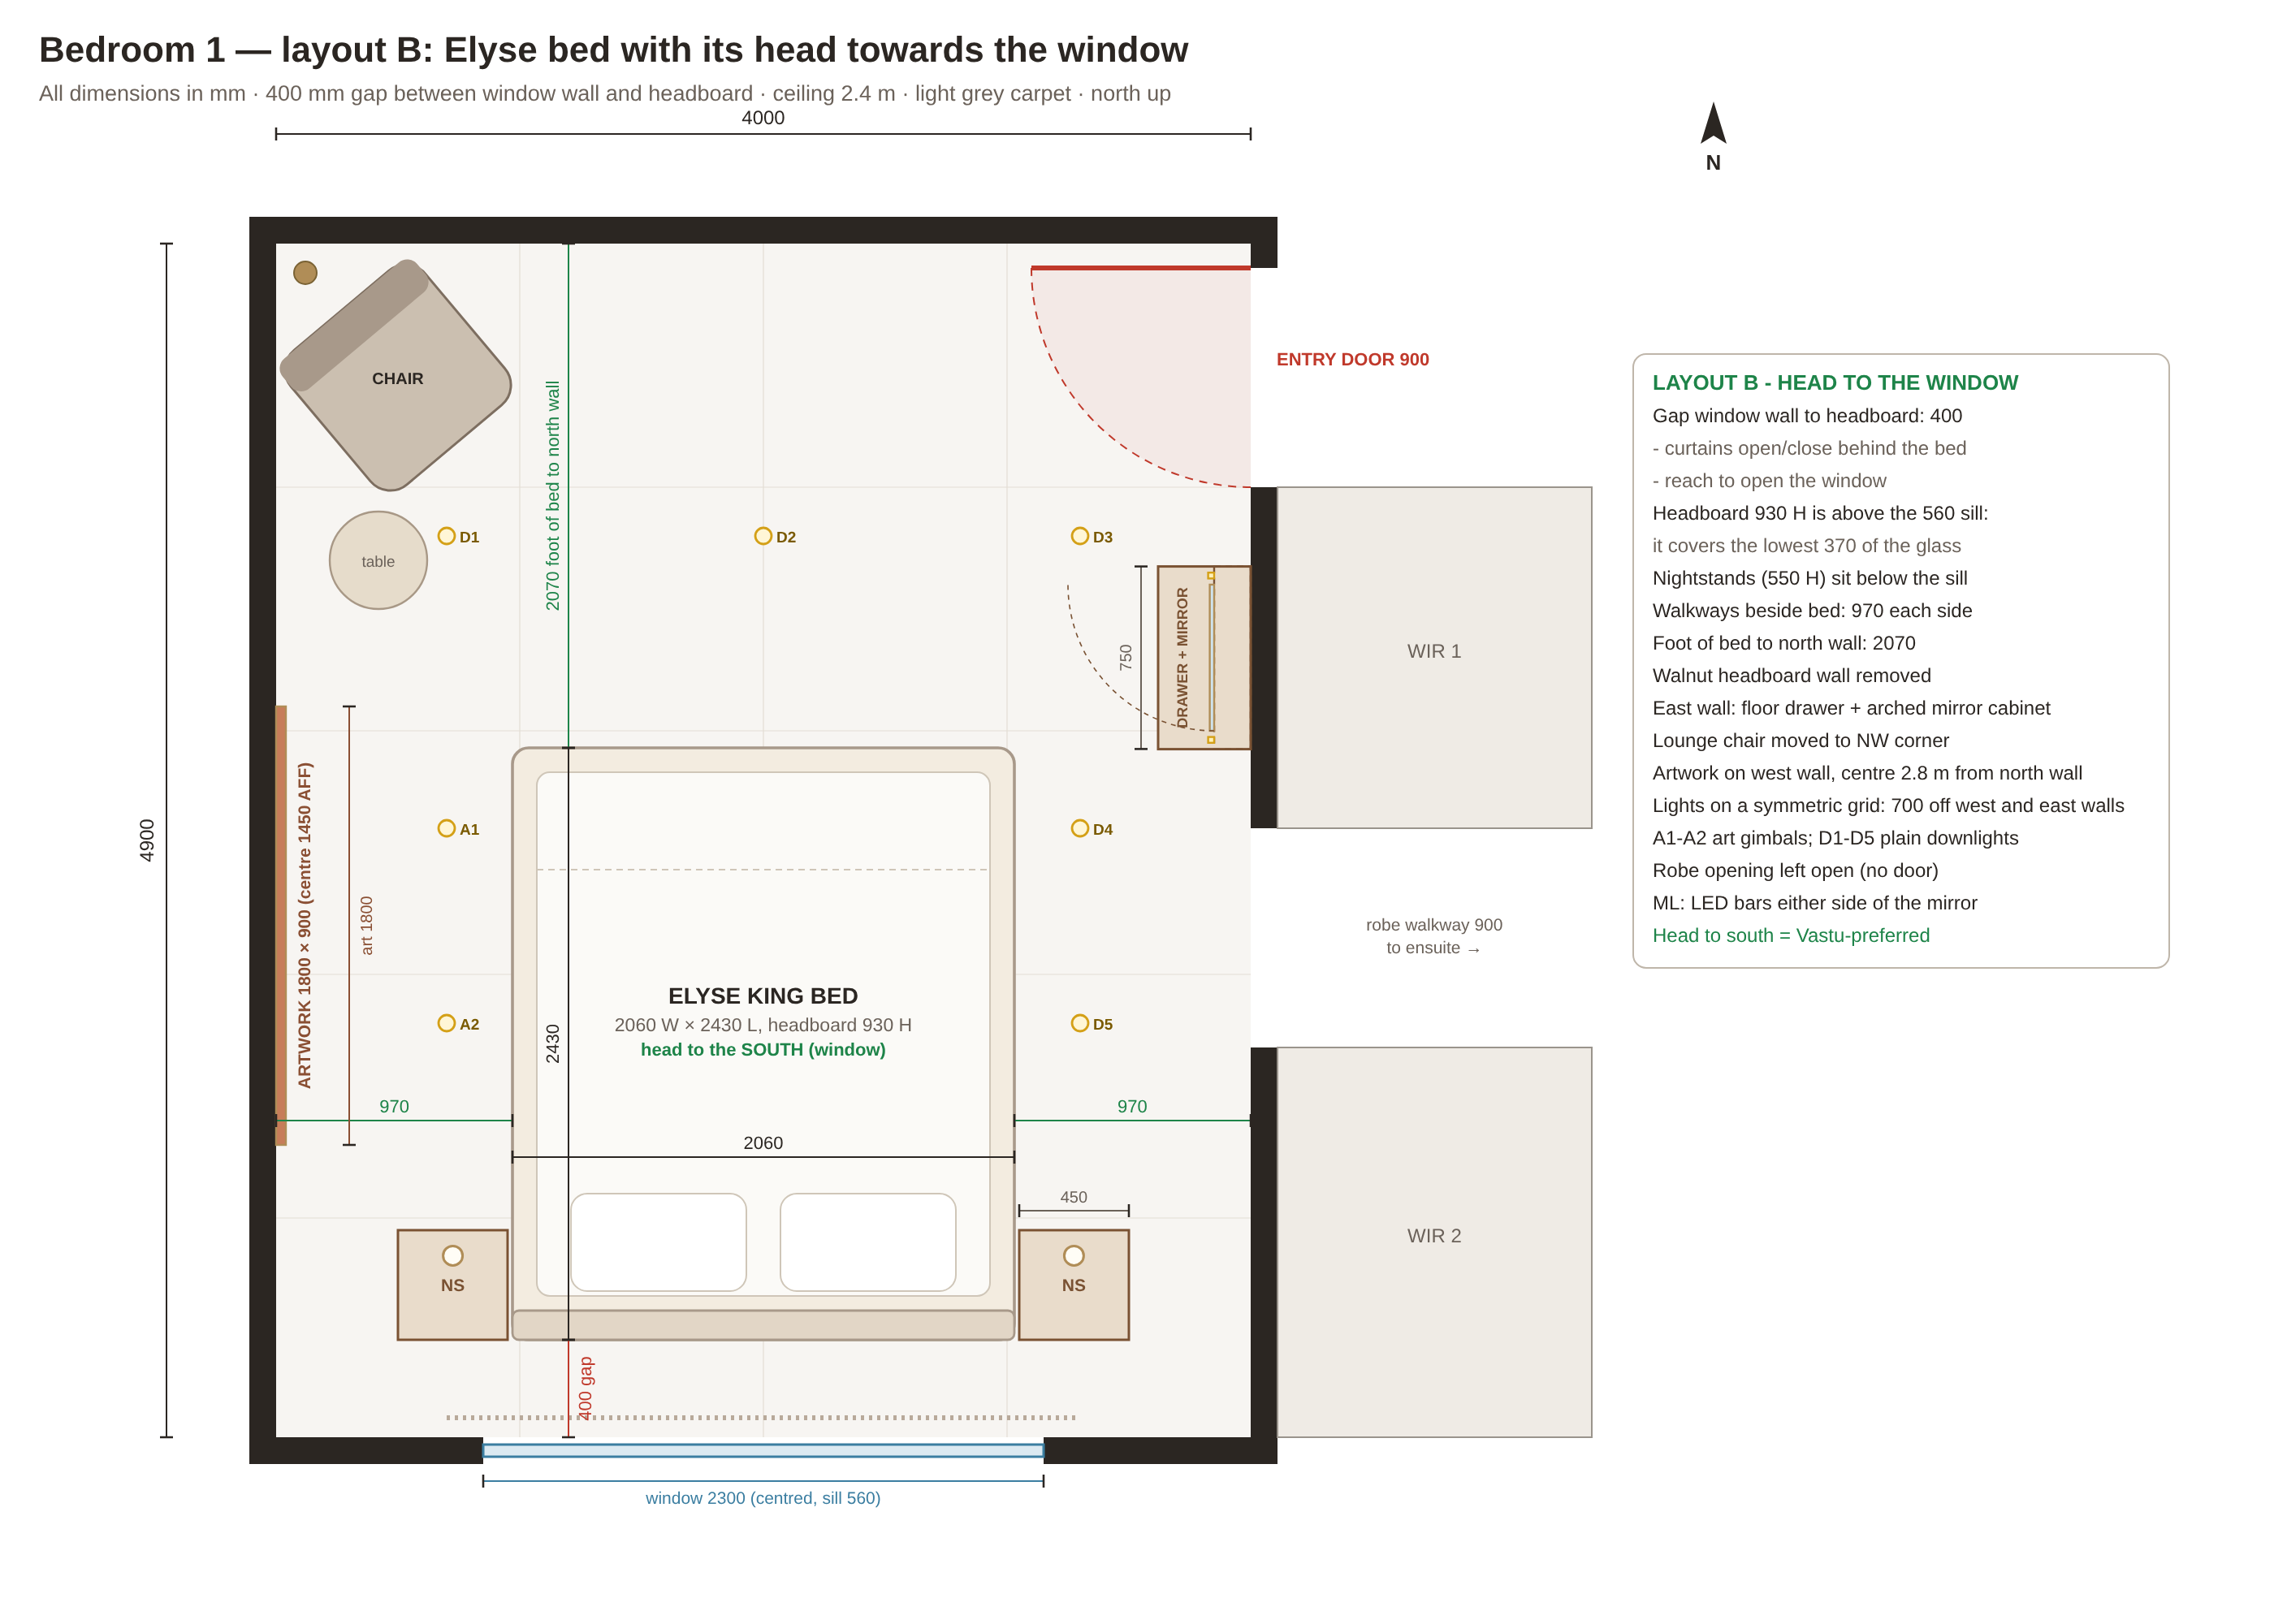 Bedroom 1 — layout B: Elyse bed with its head towards the window
All dimensions in mm · 400 mm gap between window wall and headboard · ceiling 2.4 m · light grey carpet · north up
4000
N
ENTRY DOOR 900
CHAIR
2070 foot of bed to north wall
D1
D2
D3
table
DRAWER + MIRROR
750
WIR 1
4900
ARTWORK 1800 × 900 (centre 1450 AFF)
art 1800
A1
D4
robe walkway 900
to ensuite →
ELYSE KING BED
2060 W × 2430 L, headboard 930 H
head to the SOUTH (window)
2430
A2
D5
970
970
2060
450
NS
NS
WIR 2
400 gap
window 2300 (centred, sill 560)
LAYOUT B - HEAD TO THE WINDOW
Gap window wall to headboard: 400
- curtains open/close behind the bed
- reach to open the window
Headboard 930 H is above the 560 sill:
it covers the lowest 370 of the glass
Nightstands (550 H) sit below the sill
Walkways beside bed: 970 each side
Foot of bed to north wall: 2070
Walnut headboard wall removed
East wall: floor drawer + arched mirror cabinet
Lounge chair moved to NW corner
Artwork on west wall, centre 2.8 m from north wall
Lights on a symmetric grid: 700 off west and east walls
A1-A2 art gimbals; D1-D5 plain downlights
Robe opening left open (no door)
ML: LED bars either side of the mirror
Head to south = Vastu-preferred